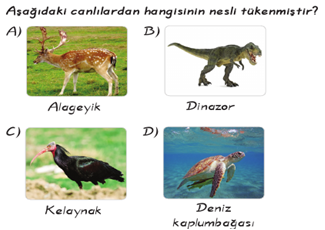 Aşağıdaki canlılardan hangisinin nesli tükenmiştir?
A) B)
Alageyik Dinazor
C) D)
Kelaynak Deniz
kaplumbağası